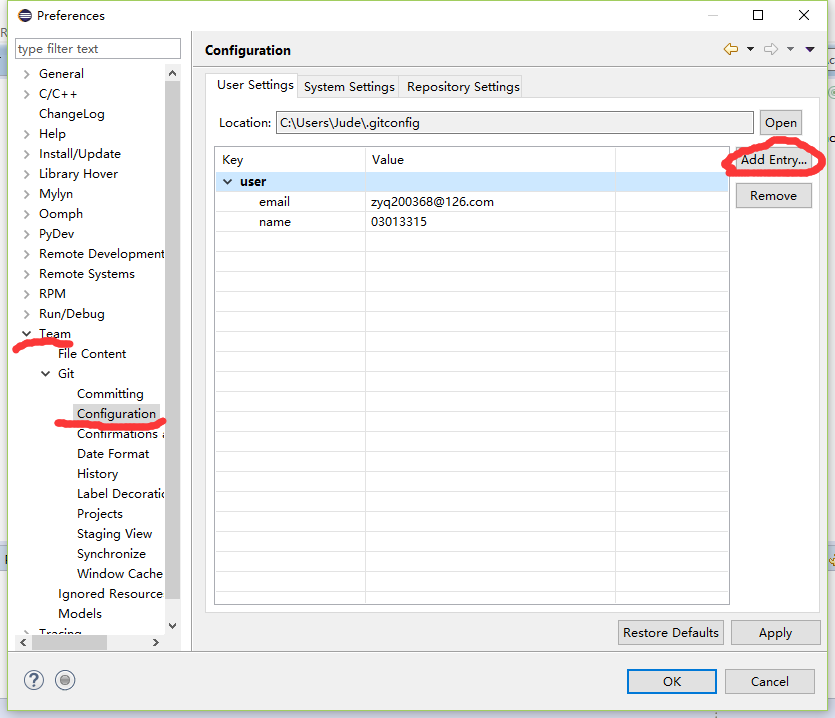 Preferences
type filter text
General
C/C++
ChangeLog
Help
Install/Update
Library Hover
Mylyn
Oomph
PyDev
Remote Development
Remote Systems
RPM
Run/Debug
Team
File Content
Git
Committing
Configuration
Confirmations a
Date Format
History
Label Decoratio
Projects
Staging View
Synchronize
Window Cache
Ignored Resource
Models
Tracing
Configuration
User Settings System Settings Repository Settings
Location: C:\Users\Jude\.gitconfig Open
Key Value Add Entry...
user
Remove
email zyq200368@126.com
name 03013315
Restore Defaults Apply
OK Cancel